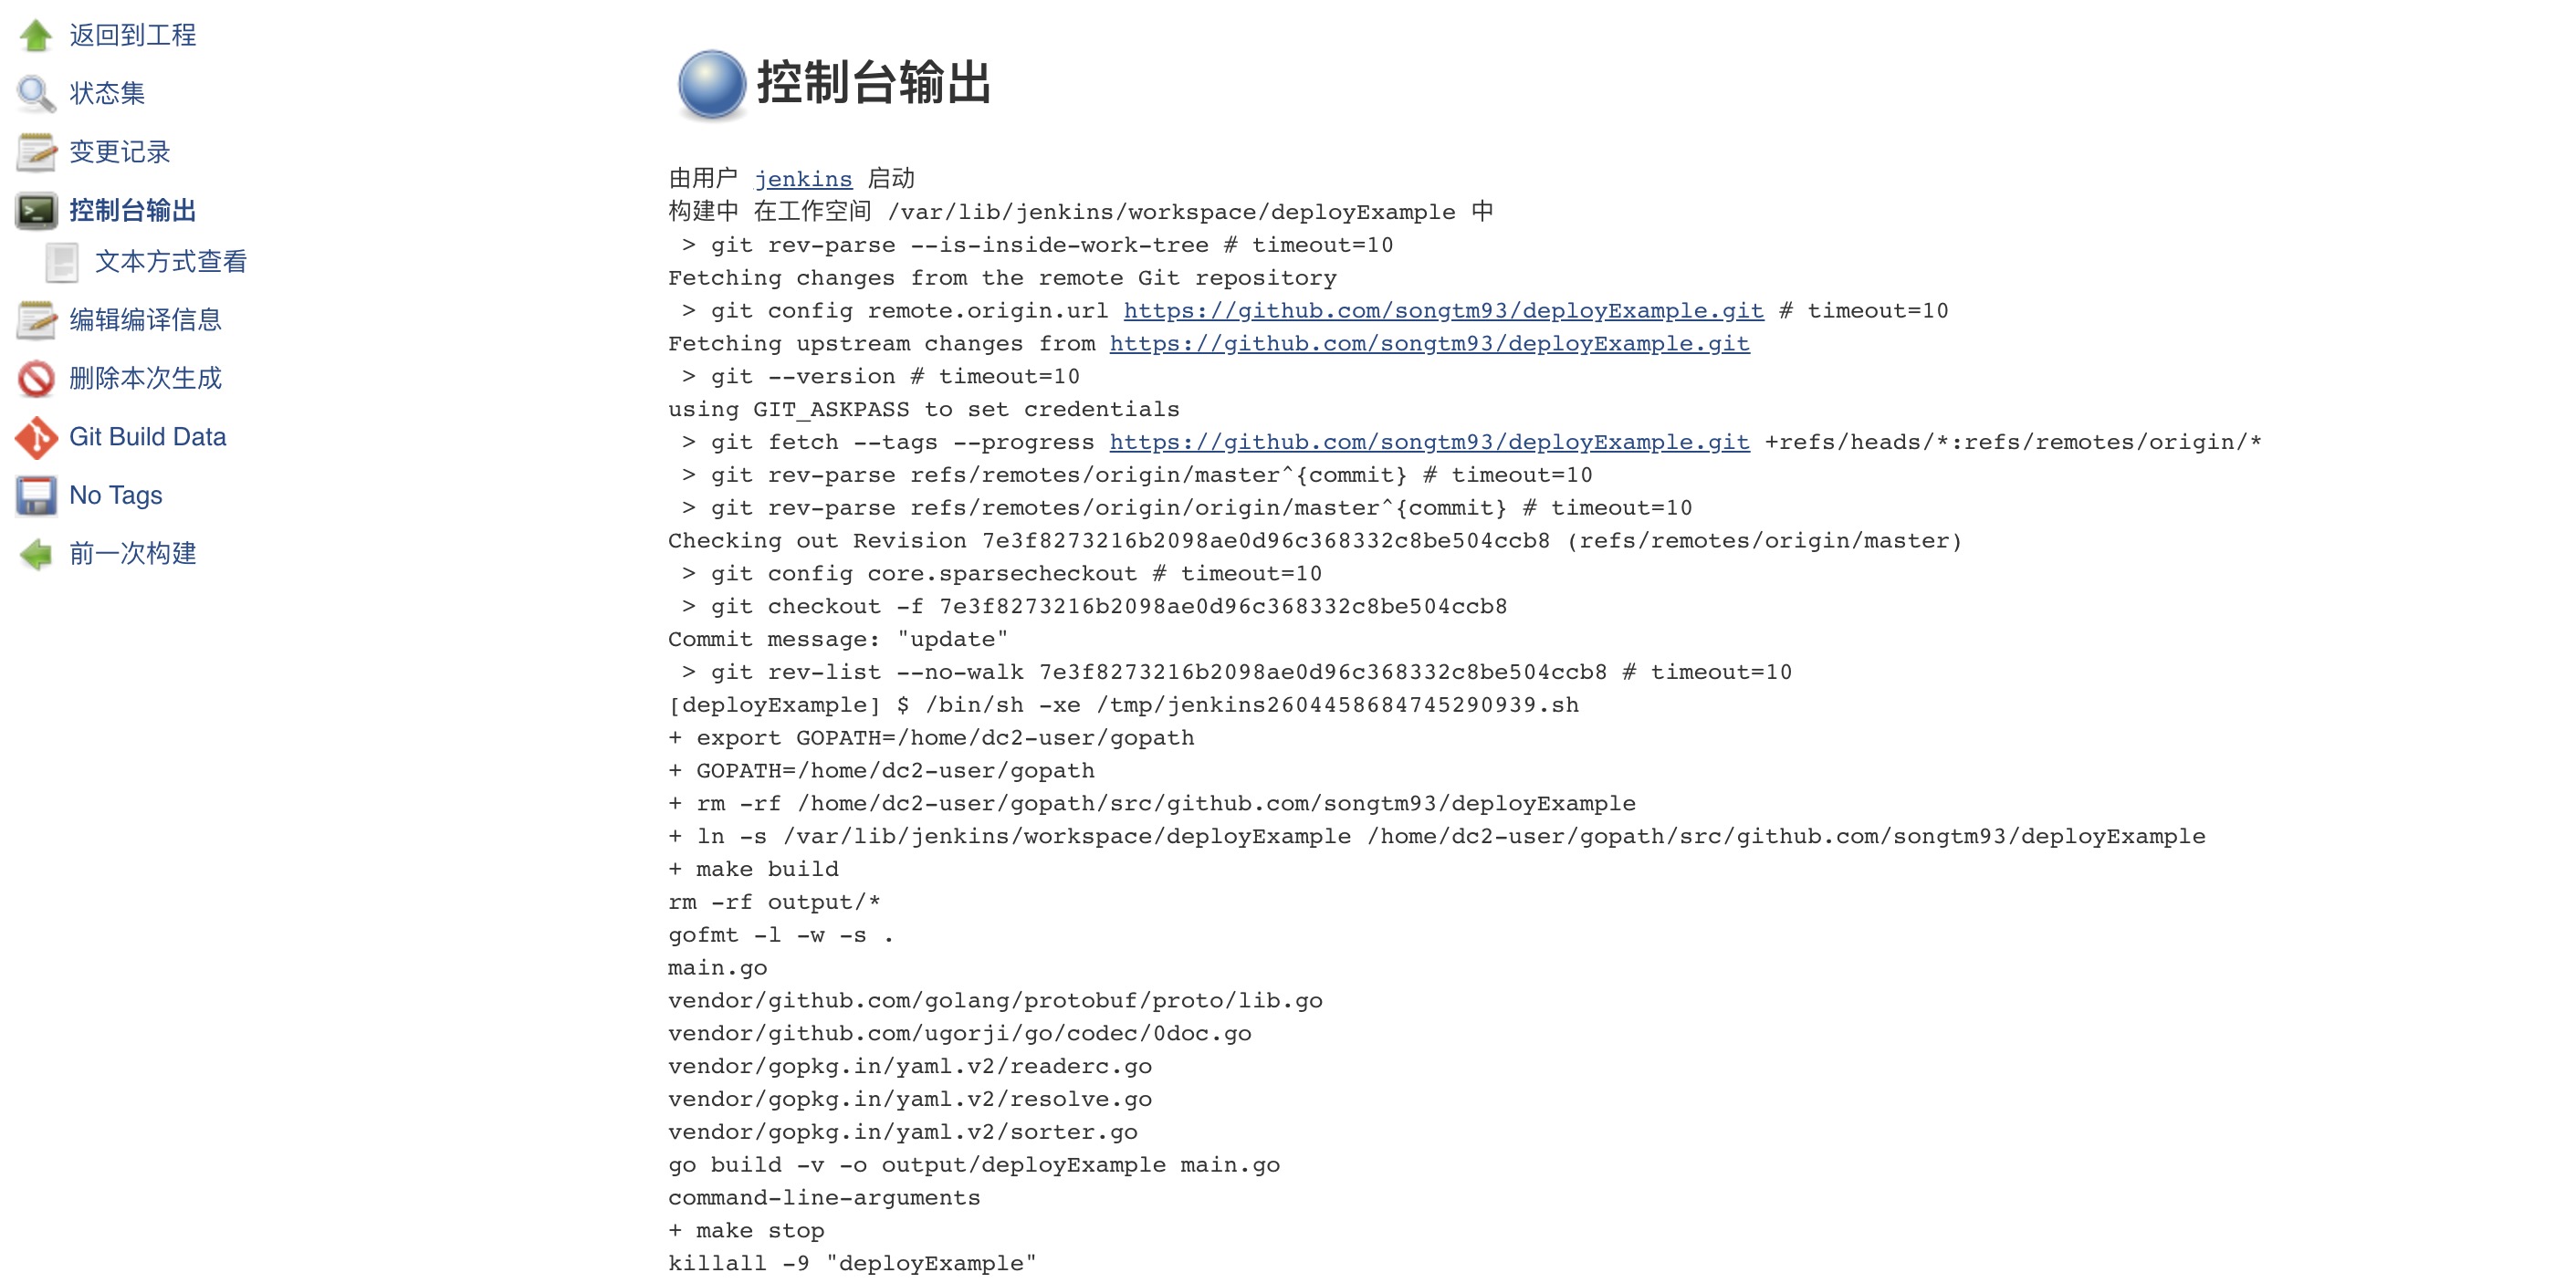 返回到工程
状态集
变更记录
控制台输出
文本方式查看
编辑编译信息
删除本次生成
Git Build Data
No Tags
前一次构建
控制台输出
由用户 jenkins 启动
构建中 在工作空间 /var/lib/jenkins/workspace/deployExample 中
 > git rev-parse --is-inside-work-tree # timeout=10
Fetching changes from the remote Git repository
 > git config remote.origin.url https://github.com/songtm93/deployExample.git # timeout=10
Fetching upstream changes from https://github.com/songtm93/deployExample.git
 > git --version # timeout=10
using GIT_ASKPASS to set credentials
 > git fetch --tags --progress https://github.com/songtm93/deployExample.git +refs/heads/*:refs/remotes/origin/*
 > git rev-parse refs/remotes/origin/master^{commit} # timeout=10
 > git rev-parse refs/remotes/origin/origin/master^{commit} # timeout=10
Checking out Revision 7e3f8273216b2098ae0d96c368332c8be504ccb8 (refs/remotes/origin/master)
 > git config core.sparsecheckout # timeout=10
 > git checkout -f 7e3f8273216b2098ae0d96c368332c8be504ccb8
Commit message: "update"
 > git rev-list --no-walk 7e3f8273216b2098ae0d96c368332c8be504ccb8 # timeout=10
[deployExample] $ /bin/sh -xe /tmp/jenkins2604458684745290939.sh
+ export GOPATH=/home/dc2-user/gopath
+ GOPATH=/home/dc2-user/gopath
+ rm -rf /home/dc2-user/gopath/src/github.com/songtm93/deployExample
+ ln -s /var/lib/jenkins/workspace/deployExample /home/dc2-user/gopath/src/github.com/songtm93/deployExample
+ make build
rm -rf output/*
gofmt -l -w -s .
main.go
vendor/github.com/golang/protobuf/proto/lib.go
vendor/github.com/ugorji/go/codec/0doc.go
vendor/gopkg.in/yaml.v2/readerc.go
vendor/gopkg.in/yaml.v2/resolve.go
vendor/gopkg.in/yaml.v2/sorter.go
go build -v -o output/deployExample main.go
command-line-arguments
+ make stop
killall -9 "deployExample"